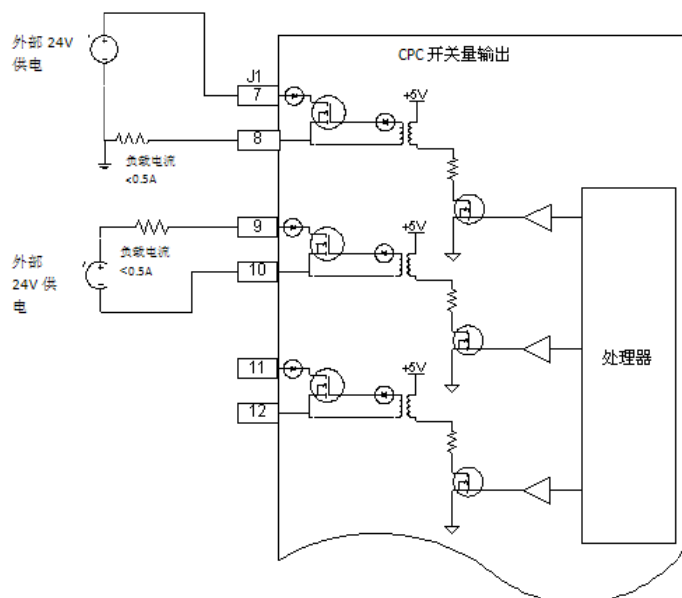 外部 24V
供电
CPC 开关量输出
J1
7
+5V
8
负载电流
<0.5A
9
+5V
负载电流
<0.5A
外部
24V 供
电
10
处理器
11
+5V
12